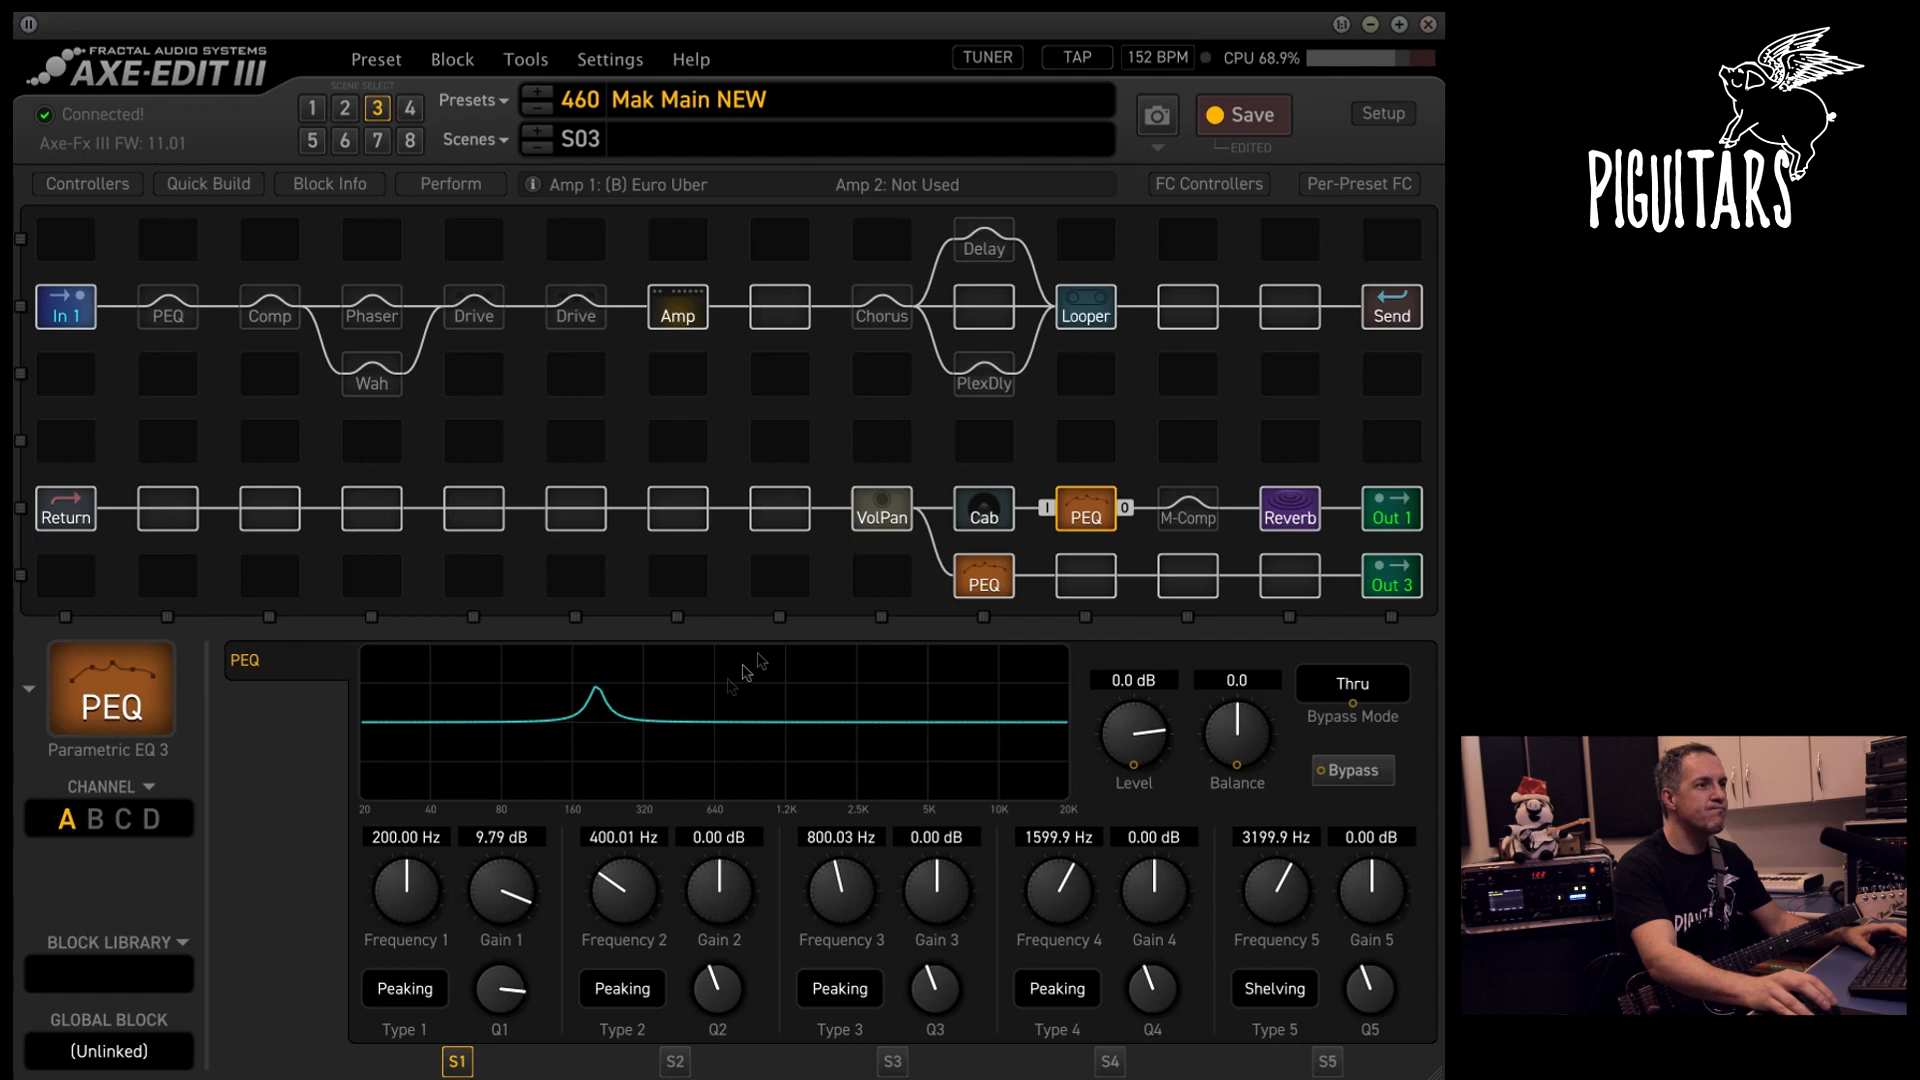 FRACTAL AUDIO SYSTEMS
AXE-EDIT III
Preset Block Tools Settings Help
TUNER TAP 152 BPM CPU 68.9%
SCENE SELECT
Connected!
Axe-Fx III FW: 11.01
1 2 3 4
5 6 7 8
Presets 460 Mak Main NEW
Scenes S03
Save
EDITED
Setup
Controllers Quick Build Block Info Perform Amp 1: (B) Euro Uber Amp 2: Not Used FC Controllers Per-Preset FC
Delay
In 1 PEQ Comp Phaser Drive Drive Amp Chorus Looper Send
Wah PlexDly
Return VolPan Cab I PEQ O M-Comp Reverb Out 1
PEQ Out 3
PEQ
Parametric EQ 3
CHANNEL
A B C D
BLOCK LIBRARY
GLOBAL BLOCK
(Unlinked)
PEQ
20 40 80 160 320 640 1.2K 2.5K 5K 10K 20K
0.0 dB 0.0 Thru
Bypass Mode
Level Balance Bypass
200.00 Hz 9.79 dB 400.01 Hz 0.00 dB 800.03 Hz 0.00 dB 1599.9 Hz 0.00 dB 3199.9 Hz 0.00 dB
Frequency 1 Gain 1 Frequency 2 Gain 2 Frequency 3 Gain 3 Frequency 4 Gain 4 Frequency 5 Gain 5
Peaking Peaking Peaking Peaking Shelving
Type 1 Q1 Type 2 Q2 Type 3 Q3 Type 4 Q4 Type 5 Q5
S1 S2 S3 S4 S5
PIGUITARS